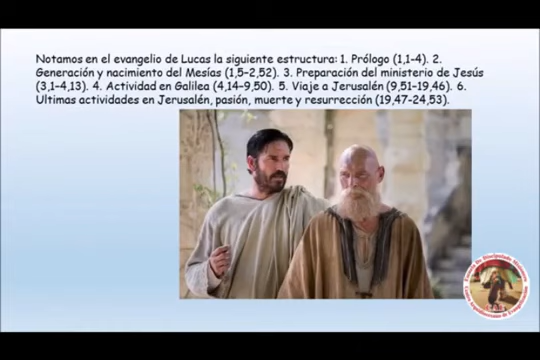 Notamos en el evangelio de Lucas la siguiente estructura: 1. Prólogo (1,1-4). 2.
Generación y nacimiento del Mesías (1,5–2,52). 3. Preparación del ministerio de Jesús
(3,1–4,13). 4. Actividad en Galilea (4,14–9,50). 5. Viaje a Jerusalén (9,51–19,46). 6.
Ultimas actividades en Jerusalén, pasión, muerte y resurrección (19,47-24,53).